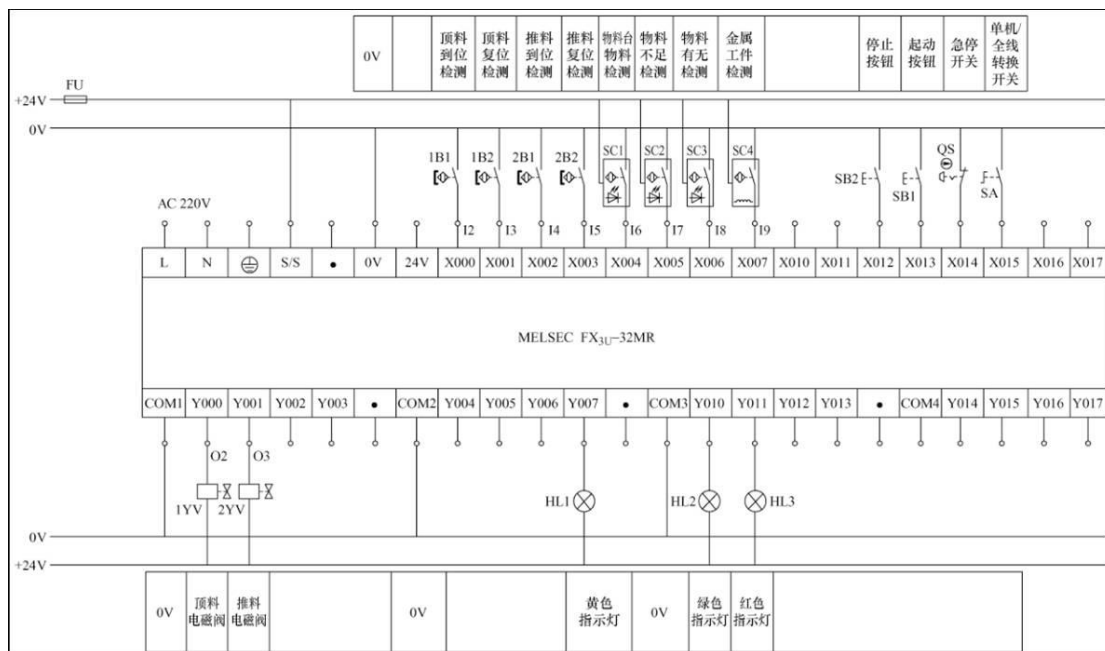 0V
顶料
到位
检测
顶料
复位
检测
推料
到位
检测
推料
复位
检测
物料台
物料
检测
物料
不足
检测
物料
有无
检测
金属
工件
检测
停止
按钮
起动
按钮
急停
开关
单机/
全线
转换
开关
FU
+24V
0V
1B1
1B2
2B1
2B2
SC1
SC2
SC3
SC4
QS
SB2
SB1
SA
AC 220V
I2
I3
I4
I5
I6
I7
I8
I9
L N S/S • 0V 24V X000 X001 X002 X003 X004 X005 X006 X007 X010 X011 X012 X013 X014 X015 X016 X017
MELSEC FX3U-32MR
COM1 Y000 Y001 Y002 Y003 • COM2 Y004 Y005 Y006 Y007 • COM3 Y010 Y011 Y012 Y013 • COM4 Y014 Y015 Y016 Y017
O2
O3
1YV
2YV
HL1
HL2
HL3
0V
+24V
0V
顶料
电磁阀
推料
电磁阀
0V
黄色
指示灯
0V
绿色
指示灯
红色
指示灯